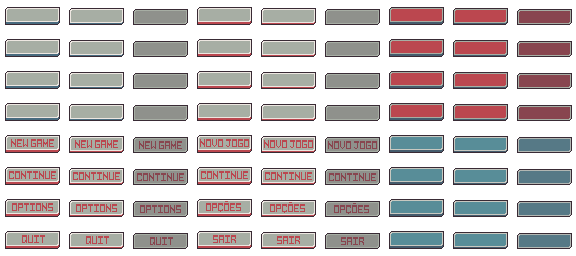 NEW GAME NEW GAME NEW GAME NOVO JOGO NOVO JOGO NOVO JOGO
CONTINUE CONTINUE CONTINUE CONTINUE CONTINUE CONTINUE
OPTIONS OPTIONS OPTIONS OPÇÕES OPÇÕES OPÇÕES
QUIT QUIT QUIT SAIR SAIR SAIR